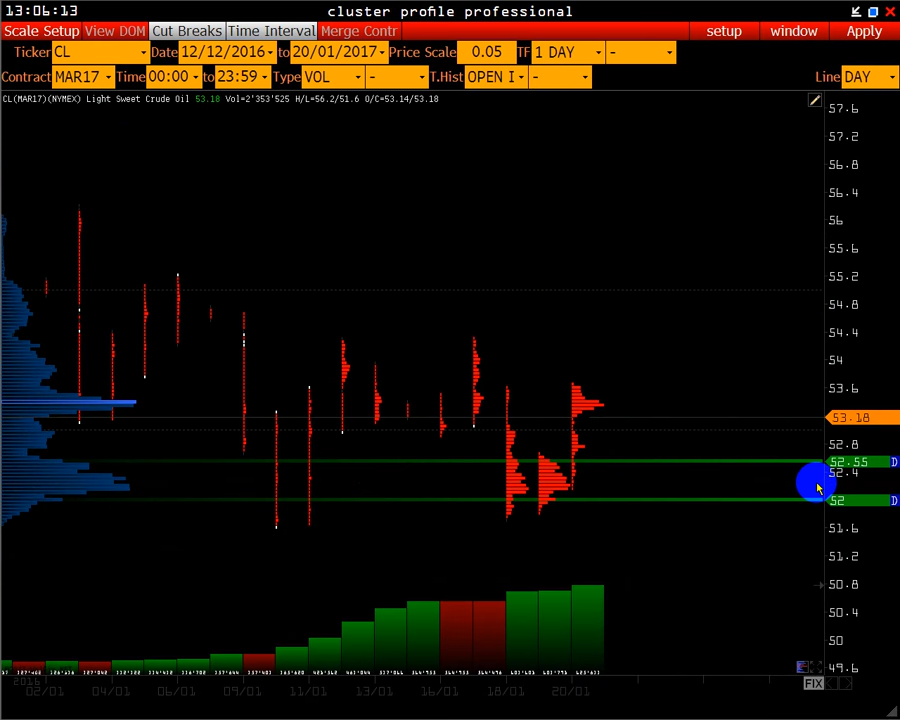 13:06:13 cluster profile professional
Scale Setup View DOM Cut Breaks Time Interval Merge Contr setup window Apply
Ticker CL Date 12/12/2016 to 20/01/2017 Price Scale 0.05 TF 1 DAY -
Contract MAR17 Time 00:00 to 23:59 Type VOL - T.Hist OPEN I - Line DAY
CL(MAR17)(NYMEX) Light Sweet Crude Oil 53.18 Vol=2'353'525 H/L=56.2/51.6 O/C=53.14/53.18
57.6
57.2
56.8
56.4
56
55.6
55.2
54.8
54.4
54
53.6
53.18
52.8
52.55 D
52.4
52 D
51.6
51.2
50.8
50.4
50
49.6
2016
02/01 04/01 06/01 09/01 11/01 13/01 16/01 18/01 20/01
FIX